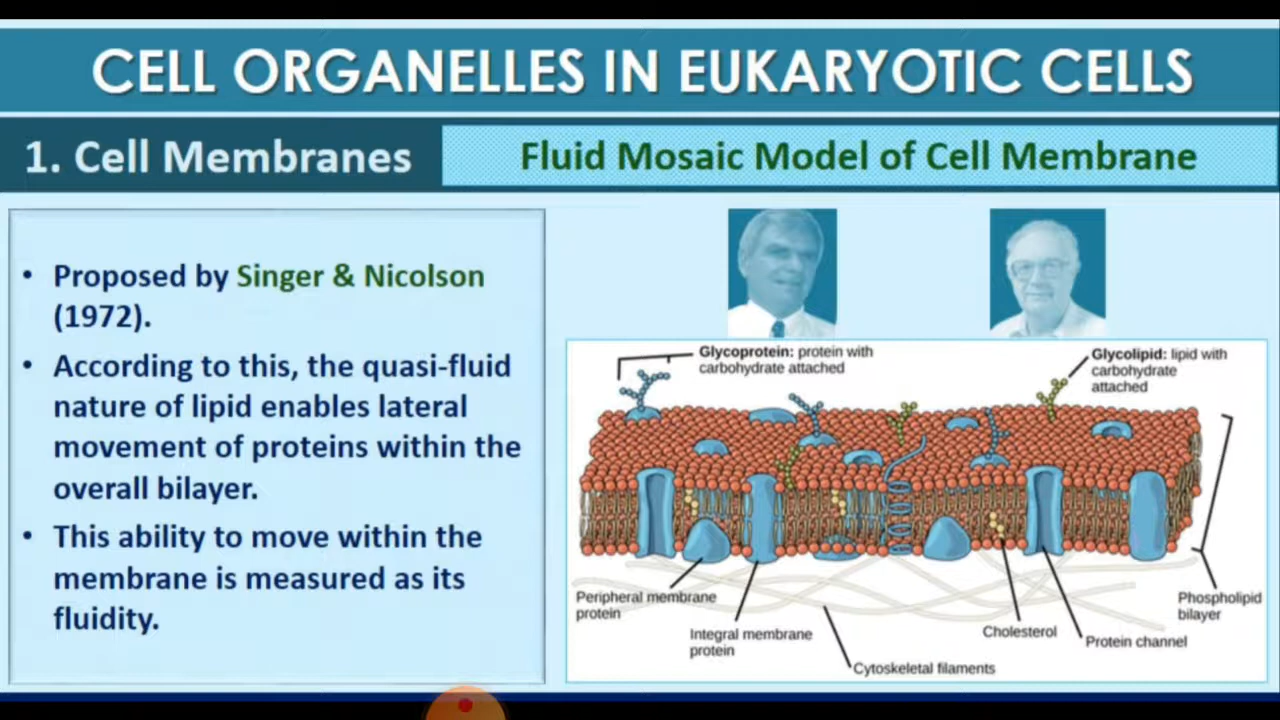 CELL ORGANELLES IN EUKARYOTIC CELLS
1. Cell Membranes
Fluid Mosaic Model of Cell Membrane
• Proposed by Singer & Nicolson
(1972).
• According to this, the quasi-fluid
nature of lipid enables lateral
movement of proteins within the
overall bilayer.
• This ability to move within the
membrane is measured as its
fluidity.
Glycoprotein: protein with
carbohydrate attached
Glycolipid: lipid with
carbohydrate
attached
Peripheral membrane
protein
Integral membrane
protein
Cytoskeletal filaments
Cholesterol
Protein channel
Phospholipid
bilayer